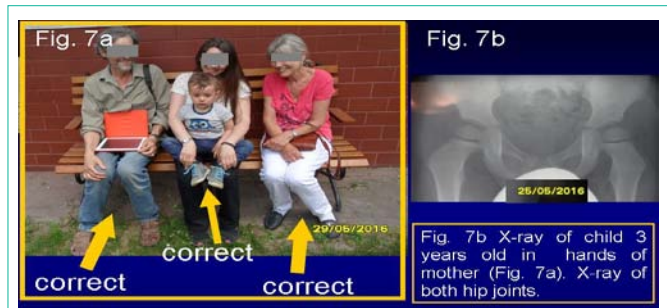 Fig. 7a
29/05/2016
correct
correct
correct
Fig. 7b
25/05/2016
Fig. 7b X-ray of child 3
years old in hands of
mother (Fig. 7a). X-ray of
both hip joints.